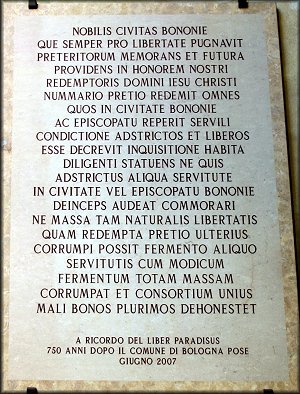 NOBILIS CIVITAS BONONIE
QUE SEMPER PRO LIBERTATE PUGNAVIT
PRETERITORUM MEMORANS ET FUTURA
PROVIDENS IN HONOREM NOSTRI
REDEMPTORIS DOMINI IESU CHRISTI
NUMMARIO PRETIO REDEMIT OMNES
QUOS IN CIVITATE BONONIE
AC EPISCOPATU REPERIT SERVILI
CONDICTIONE ADSTRICTOS ET LIBEROS
ESSE DECREVIT INQUISITIONE HABITA
DILIGENTI STATUENS NE QUIS
ADSTRICTUS ALIQUA SERVITUTE
IN CIVITATE VEL EPISCOPATU BONONIE
DEINCEPS AUDEAT COMMORARI
NE MASSA TAM NATURALIS LIBERTATIS
QUAM REDEMPTA PRETIO ULTERIUS
CORRUMPI POSSIT FERMENTO ALIQUO
SERVITUTIS CUM MODICUM
FERMENTUM TOTAM MASSAM
CORRUMPAT ET CONSORTIUM UNIUS
MALI BONOS PLURIMOS DEHONESTET
A RICORDO DEL LIBER PARADISUS
750 ANNI DOPO IL COMUNE DI BOLOGNA POSE
GIUGNO 2007